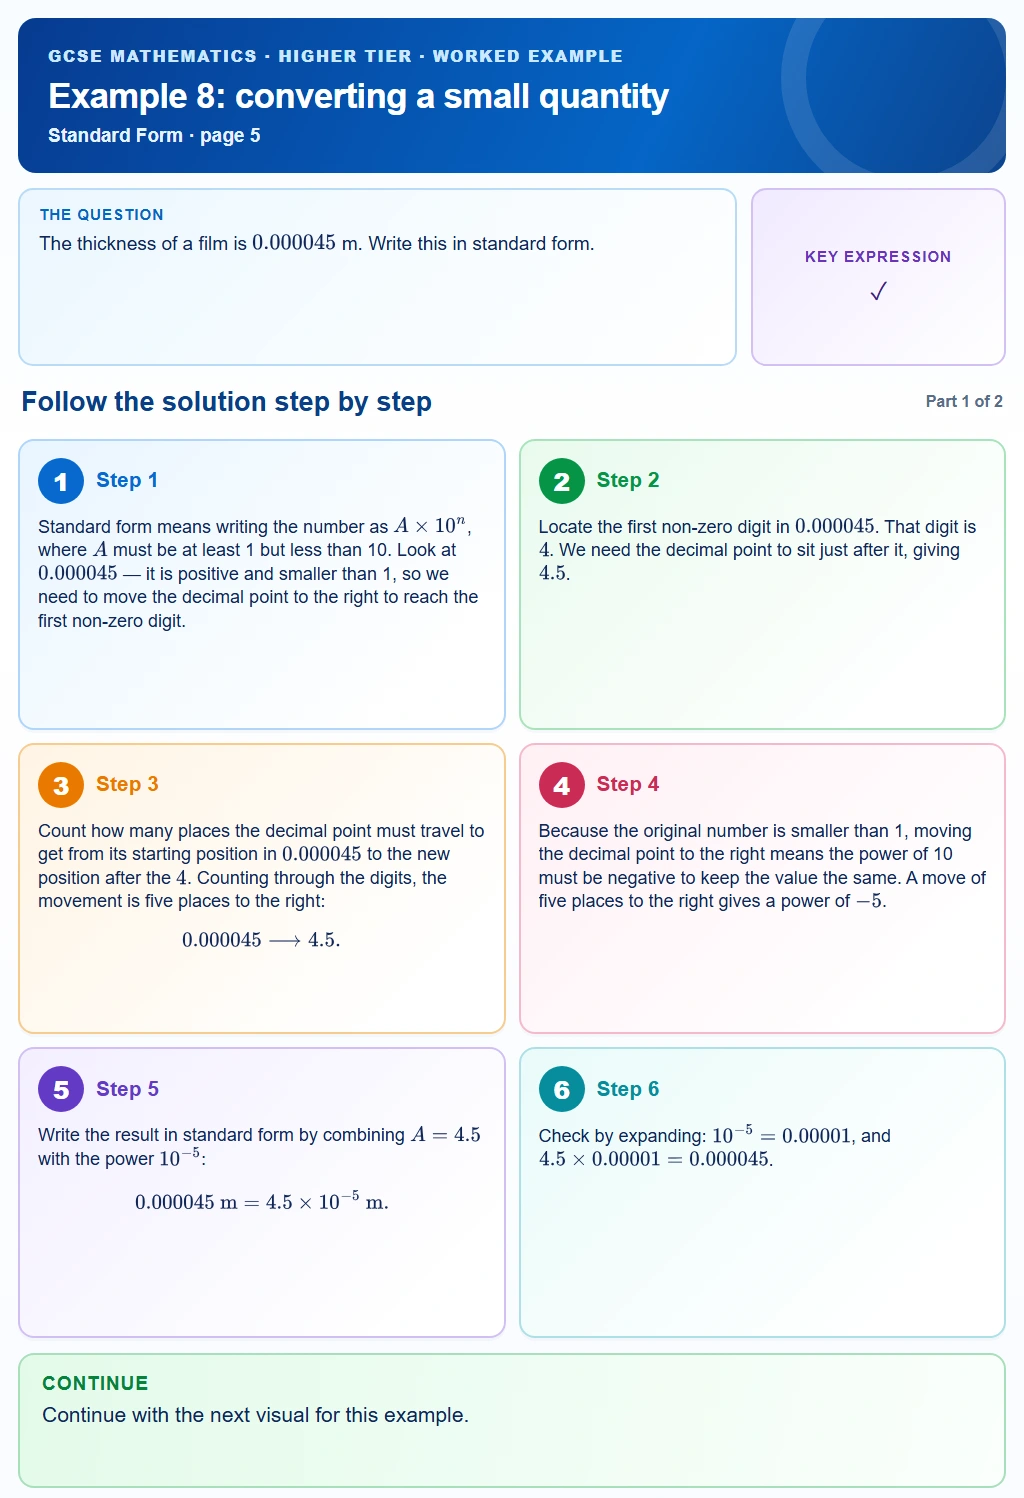 GCSE MATHEMATICS · HIGHER TIER · WORKED EXAMPLE
Example 8: converting a small quantity
Standard Form · page 5
THE QUESTION
The thickness of a film is 0.000045 m. Write this in standard form.
KEY EXPRESSION
✓
Follow the solution step by step
Part 1 of 2
1 Step 1
Standard form means writing the number as A × 10ⁿ,
where A must be at least 1 but less than 10. Look at
0.000045 — it is positive and smaller than 1, so we
need to move the decimal point to the right to reach the
first non-zero digit.
2 Step 2
Locate the first non-zero digit in 0.000045. That digit is
4. We need the decimal point to sit just after it, giving
4.5.
3 Step 3
Count how many places the decimal point must travel to
get from its starting position in 0.000045 to the new
position after the 4. Counting through the digits, the
movement is five places to the right:
0.000045 ⟶ 4.5.
4 Step 4
Because the original number is smaller than 1, moving
the decimal point to the right means the power of 10
must be negative to keep the value the same. A move of
five places to the right gives a power of −5.
5 Step 5
Write the result in standard form by combining A = 4.5
with the power 10⁻⁵:
0.000045 m = 4.5 × 10⁻⁵ m.
6 Step 6
Check by expanding: 10⁻⁵ = 0.00001, and
4.5 × 0.00001 = 0.000045.
CONTINUE
Continue with the next visual for this example.